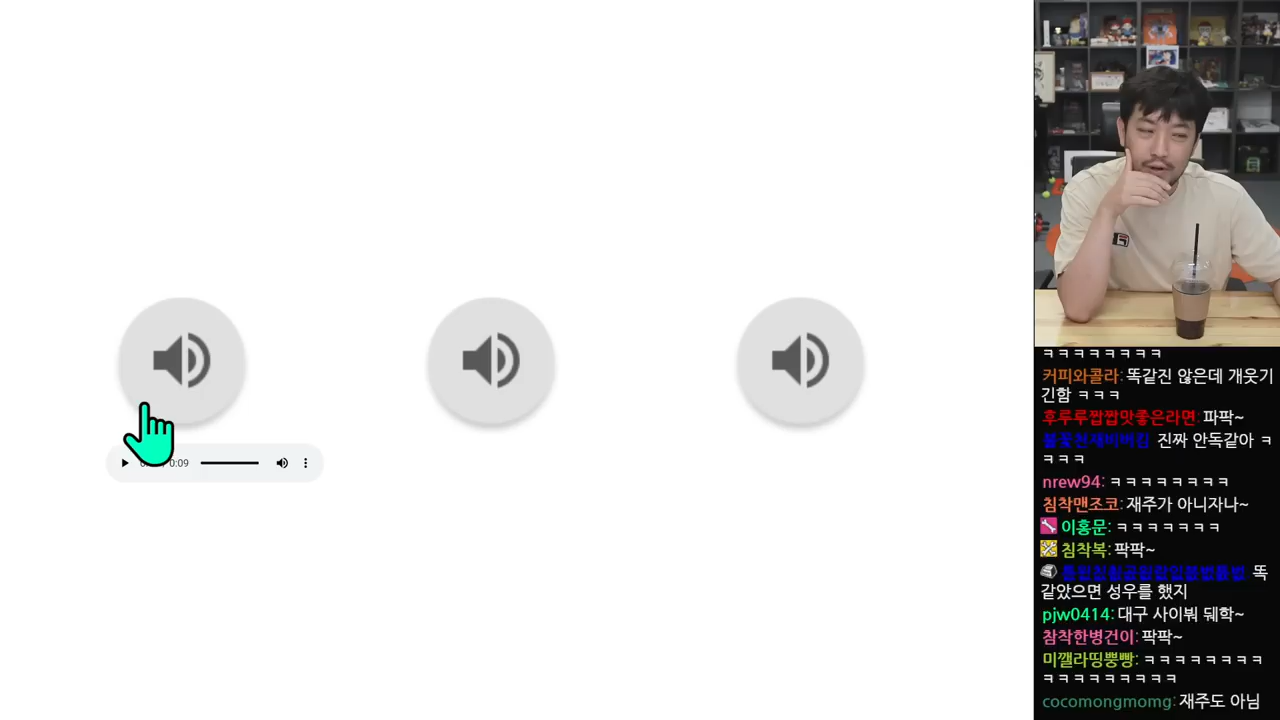 0:09
ㅋㅋㅋㅋㅋㅋㅋㅋ
커피와콜라: 똑같진 않은데 개웃기
긴함 ㅋㅋㅋ
후루루짭짭맛좋은라면: 파팍~
진짜 안독같아 ㅋ
ㅋㅋㅋ
nrew94: ㅋㅋㅋㅋㅋㅋㅋㅋ
침착맨조코: 재주가 아니자나~
이홍문: ㅋㅋㅋㅋㅋㅋㅋ
침착복: 팍팍~
똑
같았으면 성우를 했지
pjw0414: 대구 사이붜 뒈학~
참착한병건이: 팍팍~
미깰라띵뿡빵: ㅋㅋㅋㅋㅋㅋㅋㅋ
ㅋㅋㅋㅋㅋㅋㅋㅋㅋ
cocomongmomg: 재주도 아님